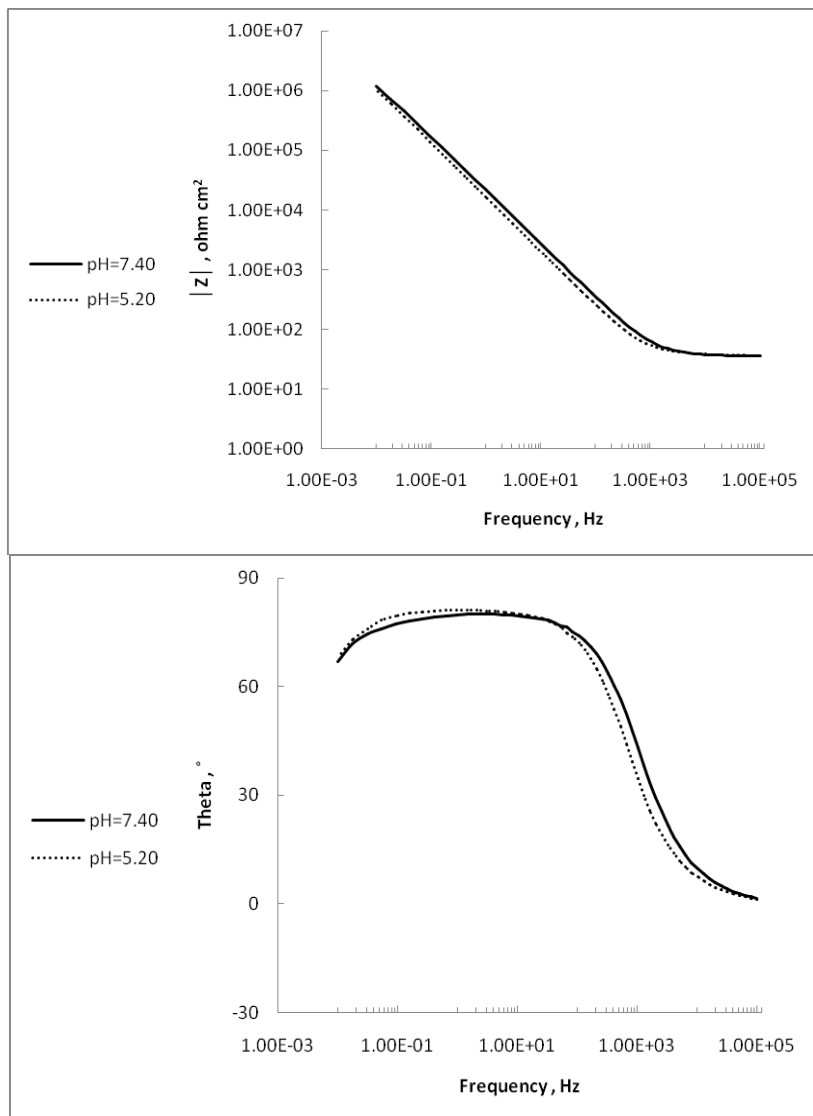 1.00E+07
1.00E+06
1.00E+05
1.00E+04
1.00E+03
1.00E+02
1.00E+01
1.00E+00
|Z| , ohm cm²
pH=7.40
pH=5.20
1.00E-03 1.00E-01 1.00E+01 1.00E+03 1.00E+05
Frequency , Hz
90
60
30
0
-30
Theta , °
pH=7.40
pH=5.20
1.00E-03 1.00E-01 1.00E+01 1.00E+03 1.00E+05
Frequency , Hz